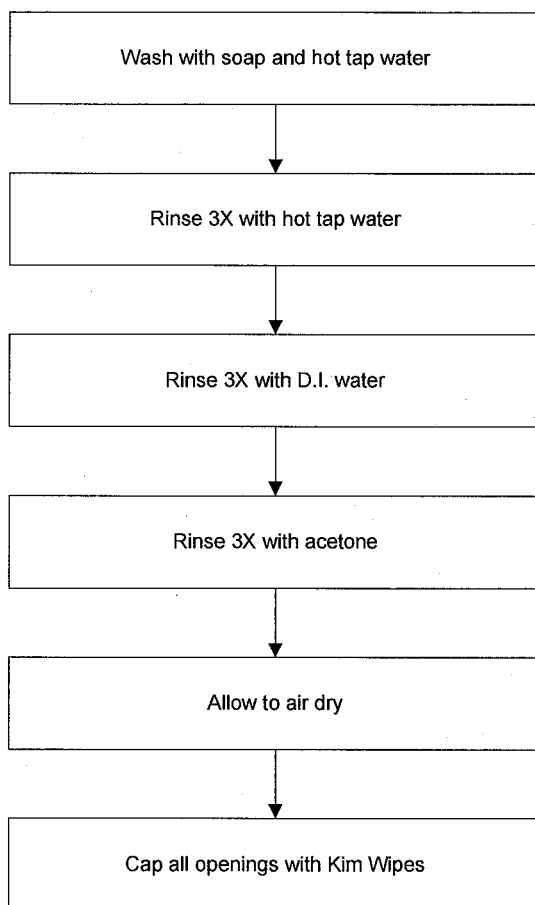 Wash with soap and hot tap water
Rinse 3X with hot tap water
Rinse 3X with D.I. water
Rinse 3X with acetone
Allow to air dry
Cap all openings with Kim Wipes